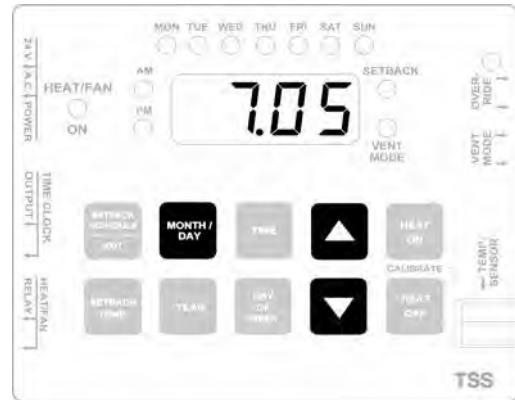 MON TUE WED THU FRI SAT SUN
24 V. A.C. POWER
HEAT/FAN
ON
AM
PM
7.05
SETBACK
VENT
MODE
OVER-
RIDE
VENT
MODE
TIME CLOCK
OUTPUT
SETBACK
SCHEDULE
EDIT
MONTH /
DAY
TIME
HEAT
ON
CALIBRATE
TEMP.
SENSOR
HEAT/FAN
RELAY
SETBACK
TEMP
YEAR
DAY
OF
WEEK
HEAT
OFF
TSS